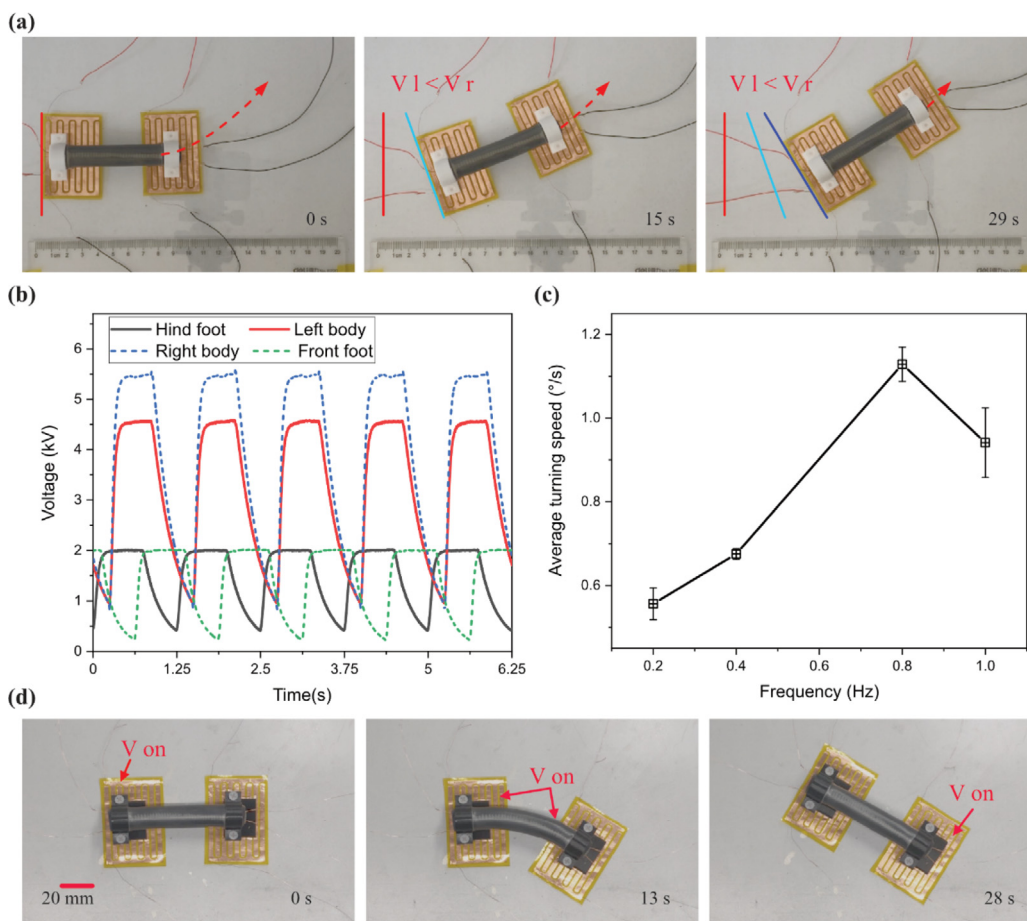 (a)
V l < V r
V l < V r
0 s
15 s
29 s
(b)
(c)
Hind foot
Left body
Right body
Front foot
Voltage (kV)
6
5
4
3
2
1
0
0
1.25
2.5
3.75
5
6.25
Time(s)
Average turning speed (°/s)
1.2
1.0
0.8
0.6
0.2
0.4
0.6
0.8
1.0
Frequency (Hz)
(d)
V on
V on
V on
20 mm
0 s
13 s
28 s